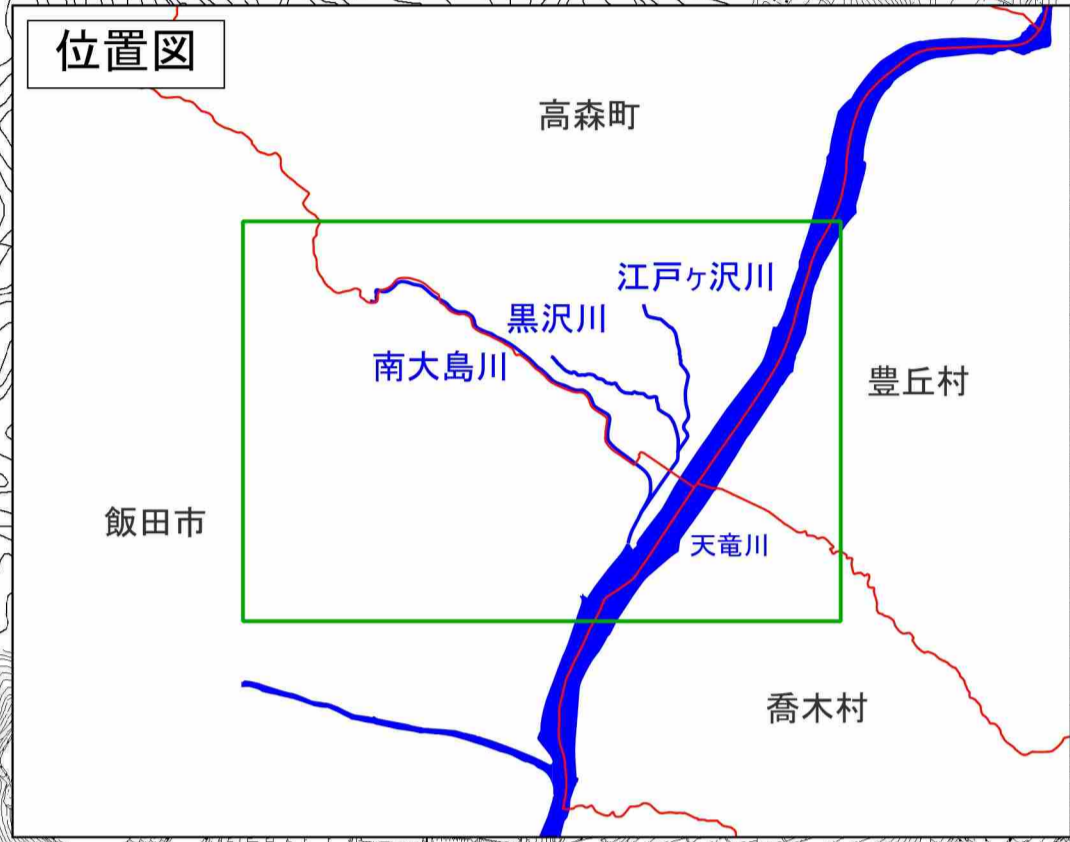 位置図
高森町
江戸ヶ沢川
黒沢川
南大島川
豊丘村
飯田市
天竜川
喬木村